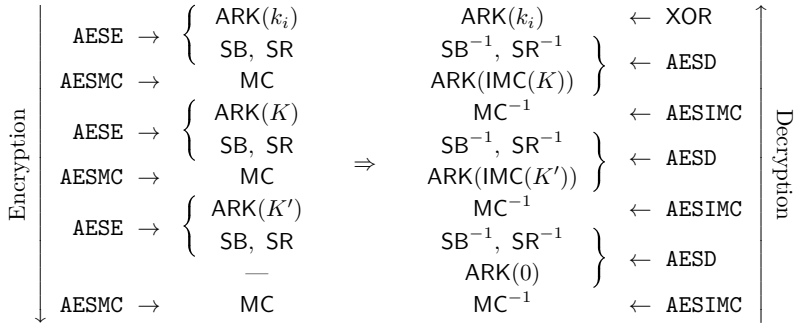 ARK(k_i) ARK(k_i) ← XOR
AESE → SB, SR SB⁻¹, SR⁻¹ ← AESD
AESMC → MC ARK(IMC(K))
ARK(K) MC⁻¹ ← AESIMC
AESE → SB, SR SB⁻¹, SR⁻¹ ← AESD
AESMC → MC ⇒ ARK(IMC(K′))
ARK(K′) MC⁻¹ ← AESIMC
AESE → SB, SR SB⁻¹, SR⁻¹ ← AESD
— ARK(0)
AESMC → MC MC⁻¹ ← AESIMC
Encryption
Decryption